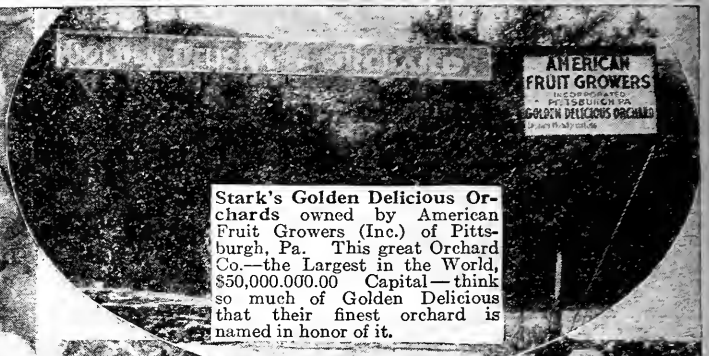 GOLDEN DELICIOUS ORCHARDS
AMERICAN
FRUIT GROWERS
INCORPORATED
PITTSBURGH PA
GOLDEN DELICIOUS ORCHARD
Stark's Golden Delicious Or-
chards owned by American
Fruit Growers (Inc.) of Pitts-
burgh, Pa. This great Orchard
Co.—the Largest in the World,
$50,000.000.00 Capital—think
so much of Golden Delicious
that their finest orchard is
named in honor of it.